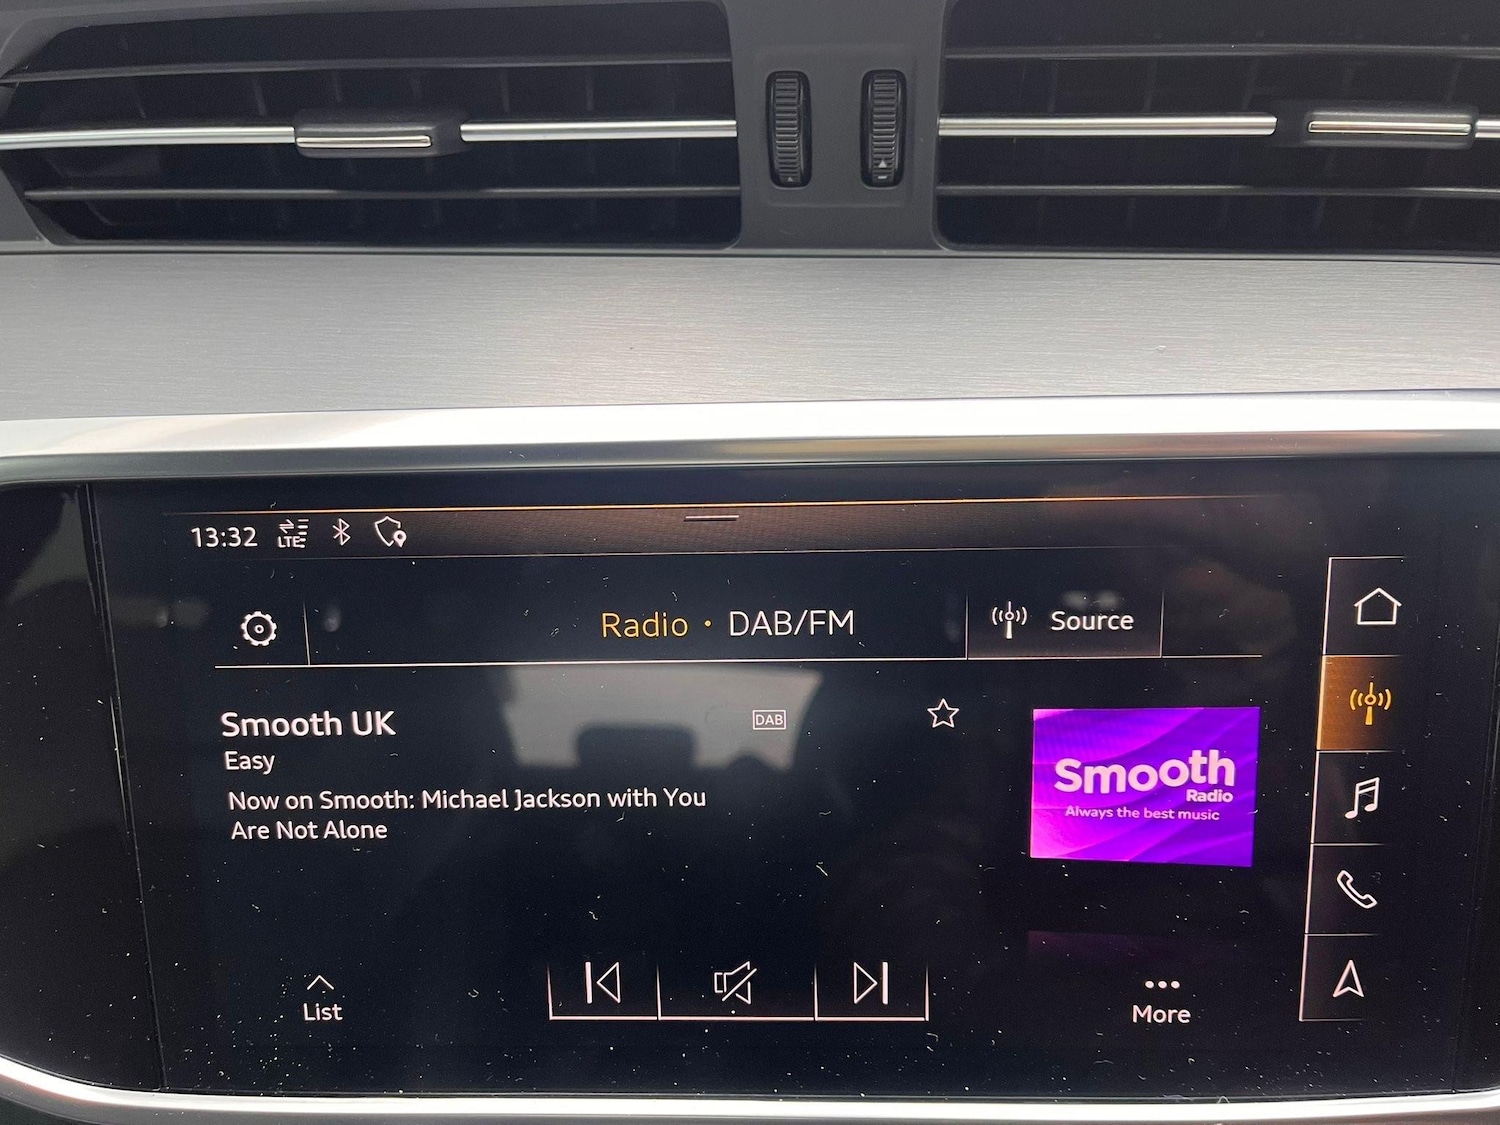 13:32 LTE
Radio • DAB/FM
Source
Smooth UK
DAB
Easy
Now on Smooth: Michael Jackson with You
Are Not Alone
Smooth
Radio
Always the best music
List
More